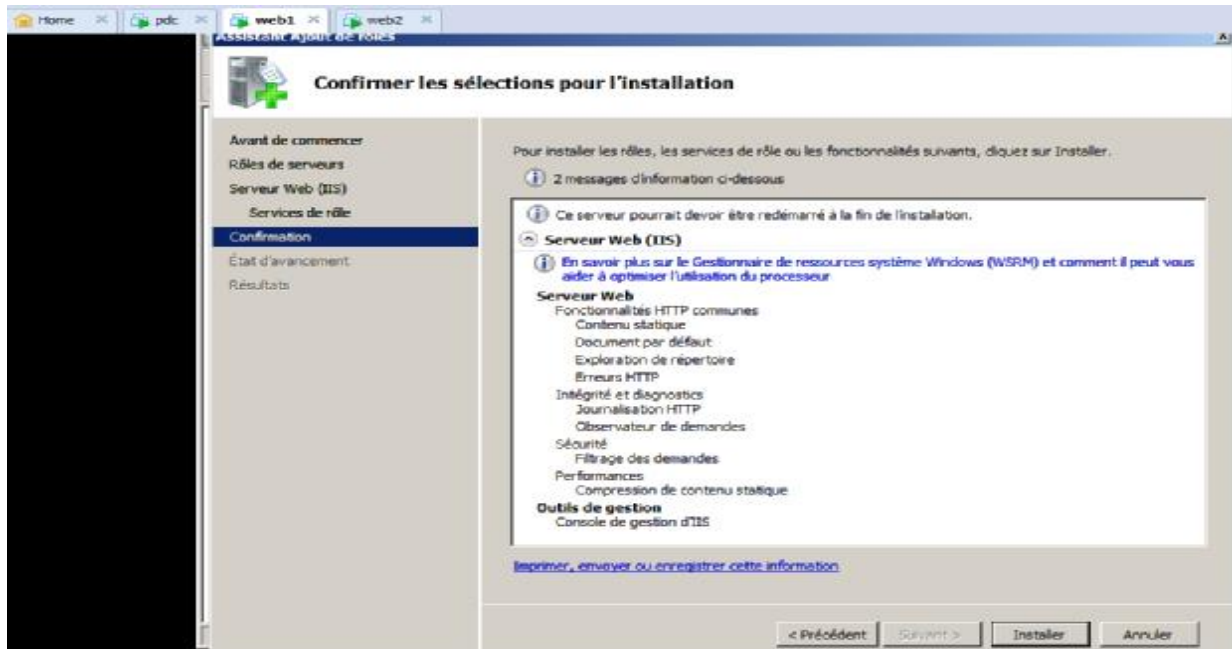 Home pdc web1 web2
Assistant Ajout de rôles
Confirmer les sélections pour l'installation
Avant de commencer
Rôles de serveurs
Serveur Web (IIS)
Services de rôle
Confirmation
État d'avancement
Résultats
Pour installer les rôles, les services de rôle ou les fonctionnalités suivants, cliquez sur Installer.
2 messages d'information ci-dessous
Ce serveur pourrait devoir être redémarré à la fin de l'installation.
Serveur Web (IIS)
En savoir plus sur le Gestionnaire de ressources système Windows (WSRM) et comment il peut vous
aider à optimiser l'utilisation du processeur
Serveur Web
Fonctionnalités HTTP communes
Contenu statique
Document par défaut
Exploration de répertoire
Erreurs HTTP
Intégrité et diagnostics
Journalisation HTTP
Observateur de demandes
Sécurité
Filtrage des demandes
Performances
Compression de contenu statique
Outils de gestion
Console de gestion d'IIS
Imprimer, envoyer ou enregistrer cette information
< Précédent Suivant > Installer Annuler